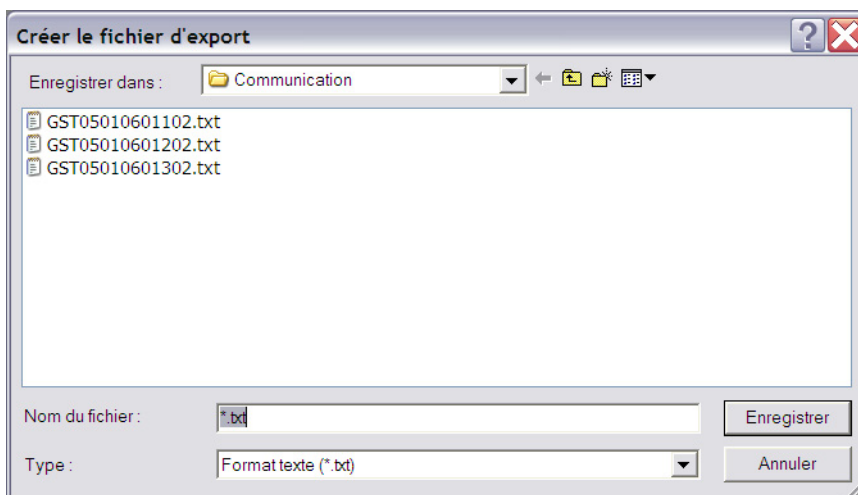 Créer le fichier d'export
Enregistrer dans :
Communication
GST05010601102.txt
GST05010601202.txt
GST05010601302.txt
Nom du fichier :
*.txt
Enregistrer
Type :
Format texte (*.txt)
Annuler